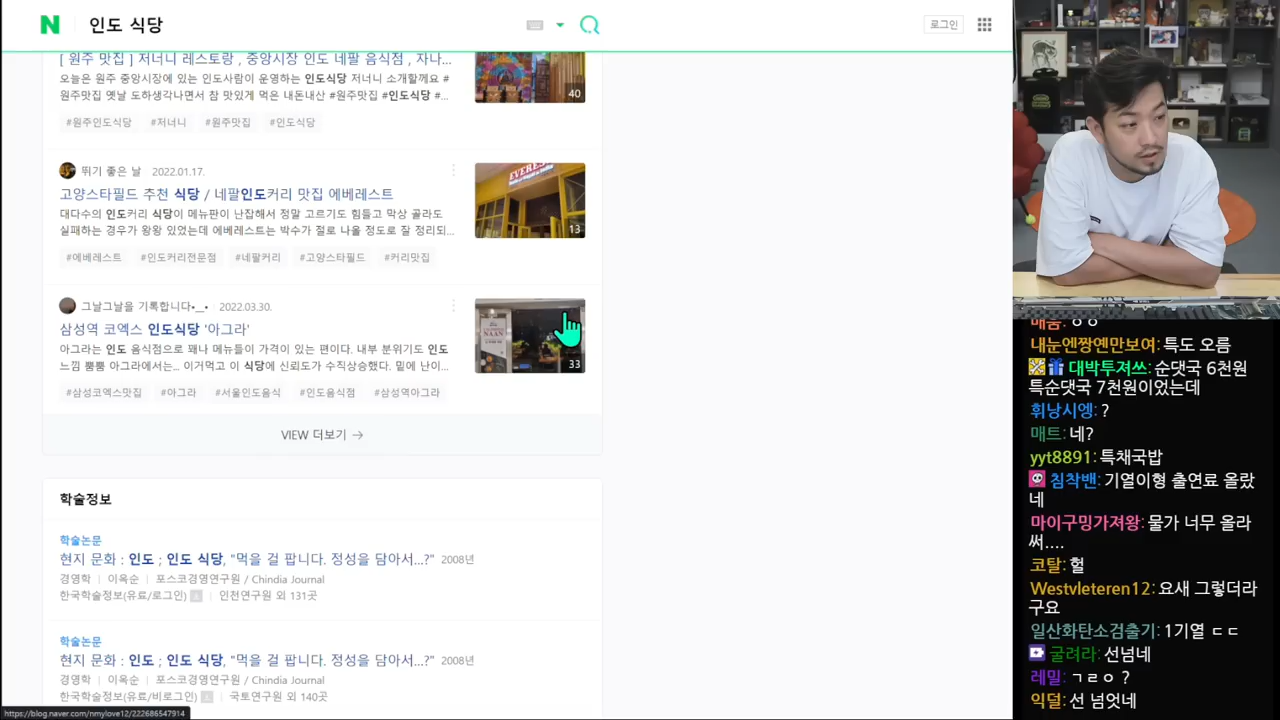 N 인도 식당
로그인
[ 원주 맛집 ] 저너니 레스토랑 , 중앙시장 인도 네팔 음식점 , 자나...
오늘은 원주 중앙시장에 있는 인도사람이 운영하는 인도식당 저너니 소개할께요 #
원주맛집 옛날 도하생각나면서 참 맛있게 먹은 내돈내산 #원주맛집 #인도식당 #...
40
#원주인도식당 #저너니 #원주맛집 #인도식당
뛰기 좋은 날 2022.01.17.
고양스타필드 추천 식당 / 네팔인도커리 맛집 에베레스트
대다수의 인도커리 식당이 메뉴판이 난잡해서 정말 고르기도 힘들고 막상 골라도
실패하는 경우가 왕왕 있었는데 에베레스트는 박수가 절로 나올 정도로 잘 정리되...
EVEREST
13
#에베레스트 #인도커리전문점 #네팔커리 #고양스타필드 #커리맛집
그날그날을 기록합니다•‿• 2022.03.30.
삼성역 코엑스 인도식당 '아그라'
아그라는 인도 음식점으로 꽤나 메뉴들이 가격이 있는 편이다. 내부 분위기도 인도
느낌 뿜뿜 아그라에서는... 이거먹고 이 식당에 신뢰도가 수직상승했다. 밑떡 난이...
NAAN
33
#삼성코엑스맛집 #아그라 #서울인도음식 #인도음식점 #삼성역아그라
VIEW 더보기 →
학술정보
학술논문
현지 문화 : 인도 ; 인도 식당, "먹을 걸 팝니다. 정성을 담아서...?" 2008년
경영학 | 이옥순 | 포스코경영연구원 / Chindia Journal
한국학술정보(유료/로그인) | 인천연구원 외 131곳
학술논문
현지 문화 : 인도 ; 인도 식당, "먹을 걸 팝니다. 정성을 담아서...?" 2008년
경영학 | 이옥순 | 포스코경영연구원 / Chindia Journal
한국학술정보(유료/비로그인) | 국토연구원 외 140곳
https://blog.naver.com/nmylove12/222686547914
매몸: ㅇㅇ
내눈엔짱옌만보여: 특도 오름
대박투져쓰: 순댓국 6천원
특순댓국 7천원이었는데
휘낭시엥: ?
매트: 네?
yyt8891: 특채국밥
침착밴: 기열이형 출연료 올랐
네
마이구밍가져왕: 물가 너무 올라
써....
코탈: 헐
Westvleteren12: 요새 그렇더라
구요
일산화탄소검출기: 1기열 ㄷㄷ
굴려라: 선넘네
레밀: ㄱㄹㅇ ?
익덜: 선 넘엇네